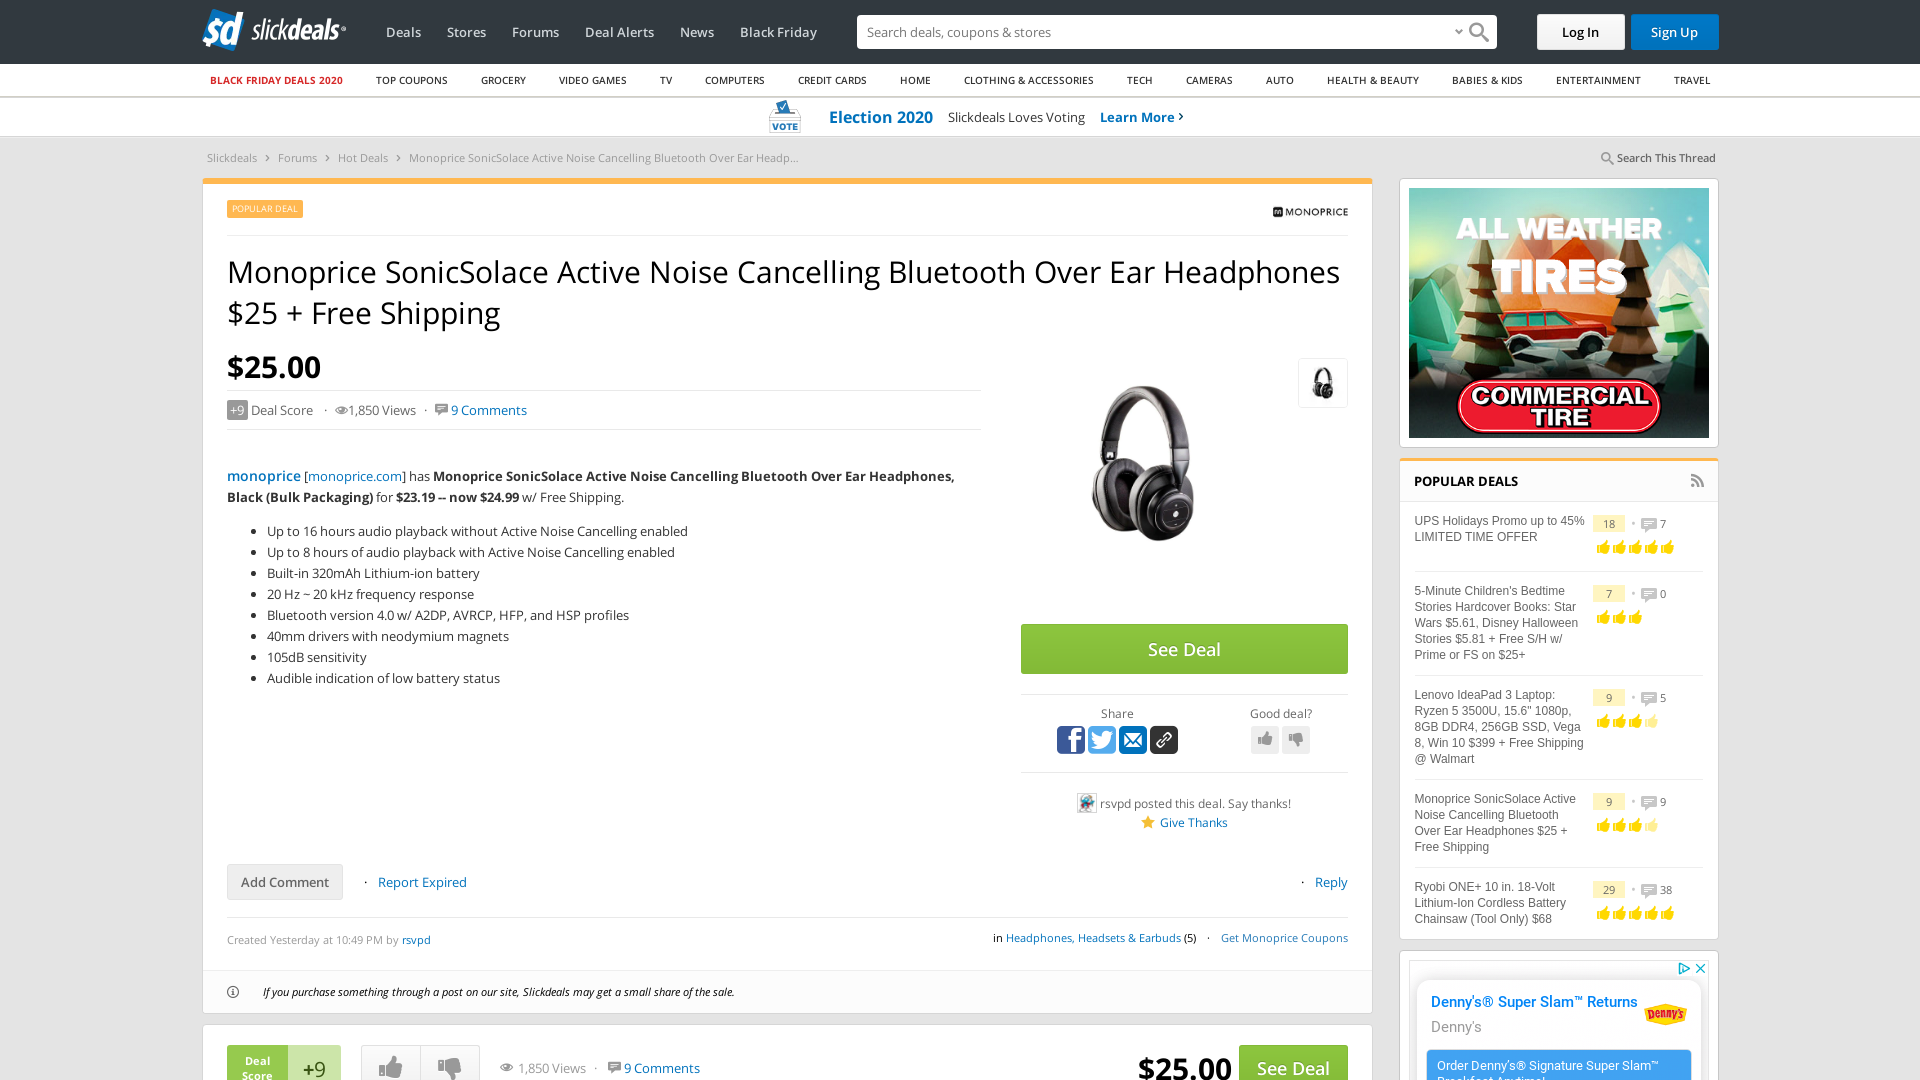 sd slickdeals
Deals
Stores
Forums
Deal Alerts
News
Black Friday
Search deals, coupons & stores
Log In
Sign Up
BLACK FRIDAY DEALS 2020
TOP COUPONS
GROCERY
VIDEO GAMES
TV
COMPUTERS
CREDIT CARDS
HOME
CLOTHING & ACCESSORIES
TECH
CAMERAS
AUTO
HEALTH & BEAUTY
BABIES & KIDS
ENTERTAINMENT
TRAVEL
VOTE
Election 2020 Slickdeals Loves Voting Learn More
Slickdeals > Forums > Hot Deals > Monoprice SonicSolace Active Noise Cancelling Bluetooth Over Ear Headp...
Search This Thread
POPULAR DEAL
MONOPRICE
Monoprice SonicSolace Active Noise Cancelling Bluetooth Over Ear Headphones
$25 + Free Shipping
$25.00
+9 Deal Score · 1,850 Views · 9 Comments
monoprice [monoprice.com] has Monoprice SonicSolace Active Noise Cancelling Bluetooth Over Ear Headphones,
Black (Bulk Packaging) for $23.19 -- now $24.99 w/ Free Shipping.
• Up to 16 hours audio playback without Active Noise Cancelling enabled
• Up to 8 hours of audio playback with Active Noise Cancelling enabled
• Built-in 320mAh Lithium-ion battery
• 20 Hz ~ 20 kHz frequency response
• Bluetooth version 4.0 w/ A2DP, AVRCP, HFP, and HSP profiles
• 40mm drivers with neodymium magnets
• 105dB sensitivity
• Audible indication of low battery status
See Deal
Share
Good deal?
rsvpd posted this deal. Say thanks!
Give Thanks
Add Comment
· Report Expired
· Reply
Created Yesterday at 10:49 PM by rsvpd
in Headphones, Headsets & Earbuds (5) · Get Monoprice Coupons
If you purchase something through a post on our site, Slickdeals may get a small share of the sale.
Deal
Score
+9
1,850 Views · 9 Comments
$25.00
See Deal
ALL WEATHER
TIRES
COMMERCIAL
TIRE
POPULAR DEALS
UPS Holidays Promo up to 45%
LIMITED TIME OFFER
18 · 7
5-Minute Children's Bedtime
Stories Hardcover Books: Star
Wars $5.61, Disney Halloween
Stories $5.81 + Free S/H w/
Prime or FS on $25+
7 · 0
Lenovo IdeaPad 3 Laptop:
Ryzen 5 3500U, 15.6" 1080p,
8GB DDR4, 256GB SSD, Vega
8, Win 10 $399 + Free Shipping
@ Walmart
9 · 5
Monoprice SonicSolace Active
Noise Cancelling Bluetooth
Over Ear Headphones $25 +
Free Shipping
9 · 9
Ryobi ONE+ 10 in. 18-Volt
Lithium-Ion Cordless Battery
Chainsaw (Tool Only) $68
29 · 38
Denny's® Super Slam™ Returns
Denny's
Denny's
Order Denny's® Signature Super Slam™
Breakfast Anytime!